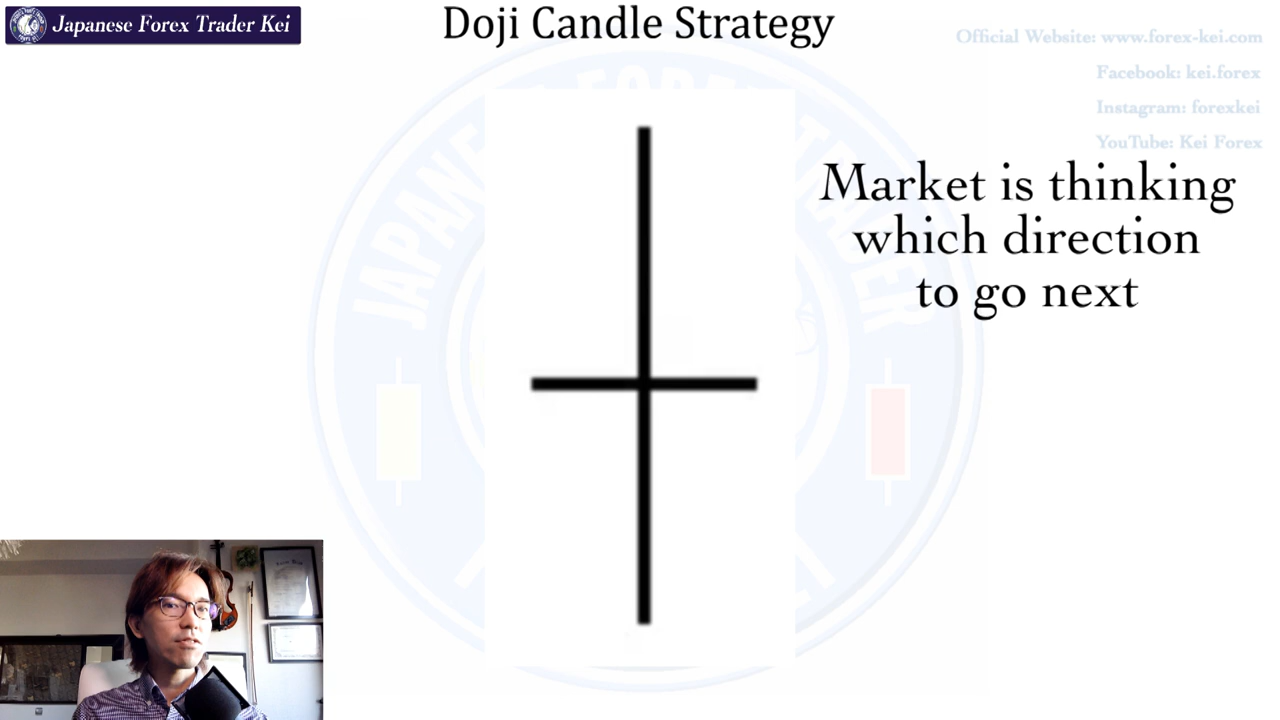 Japanese Forex Trader Kei
Doji Candle Strategy
Official Website: www.forex-kei.com
Facebook: kei.forex
Instagram: forexkei
YouTube: Kei Forex
Market is thinking
which direction
to go next